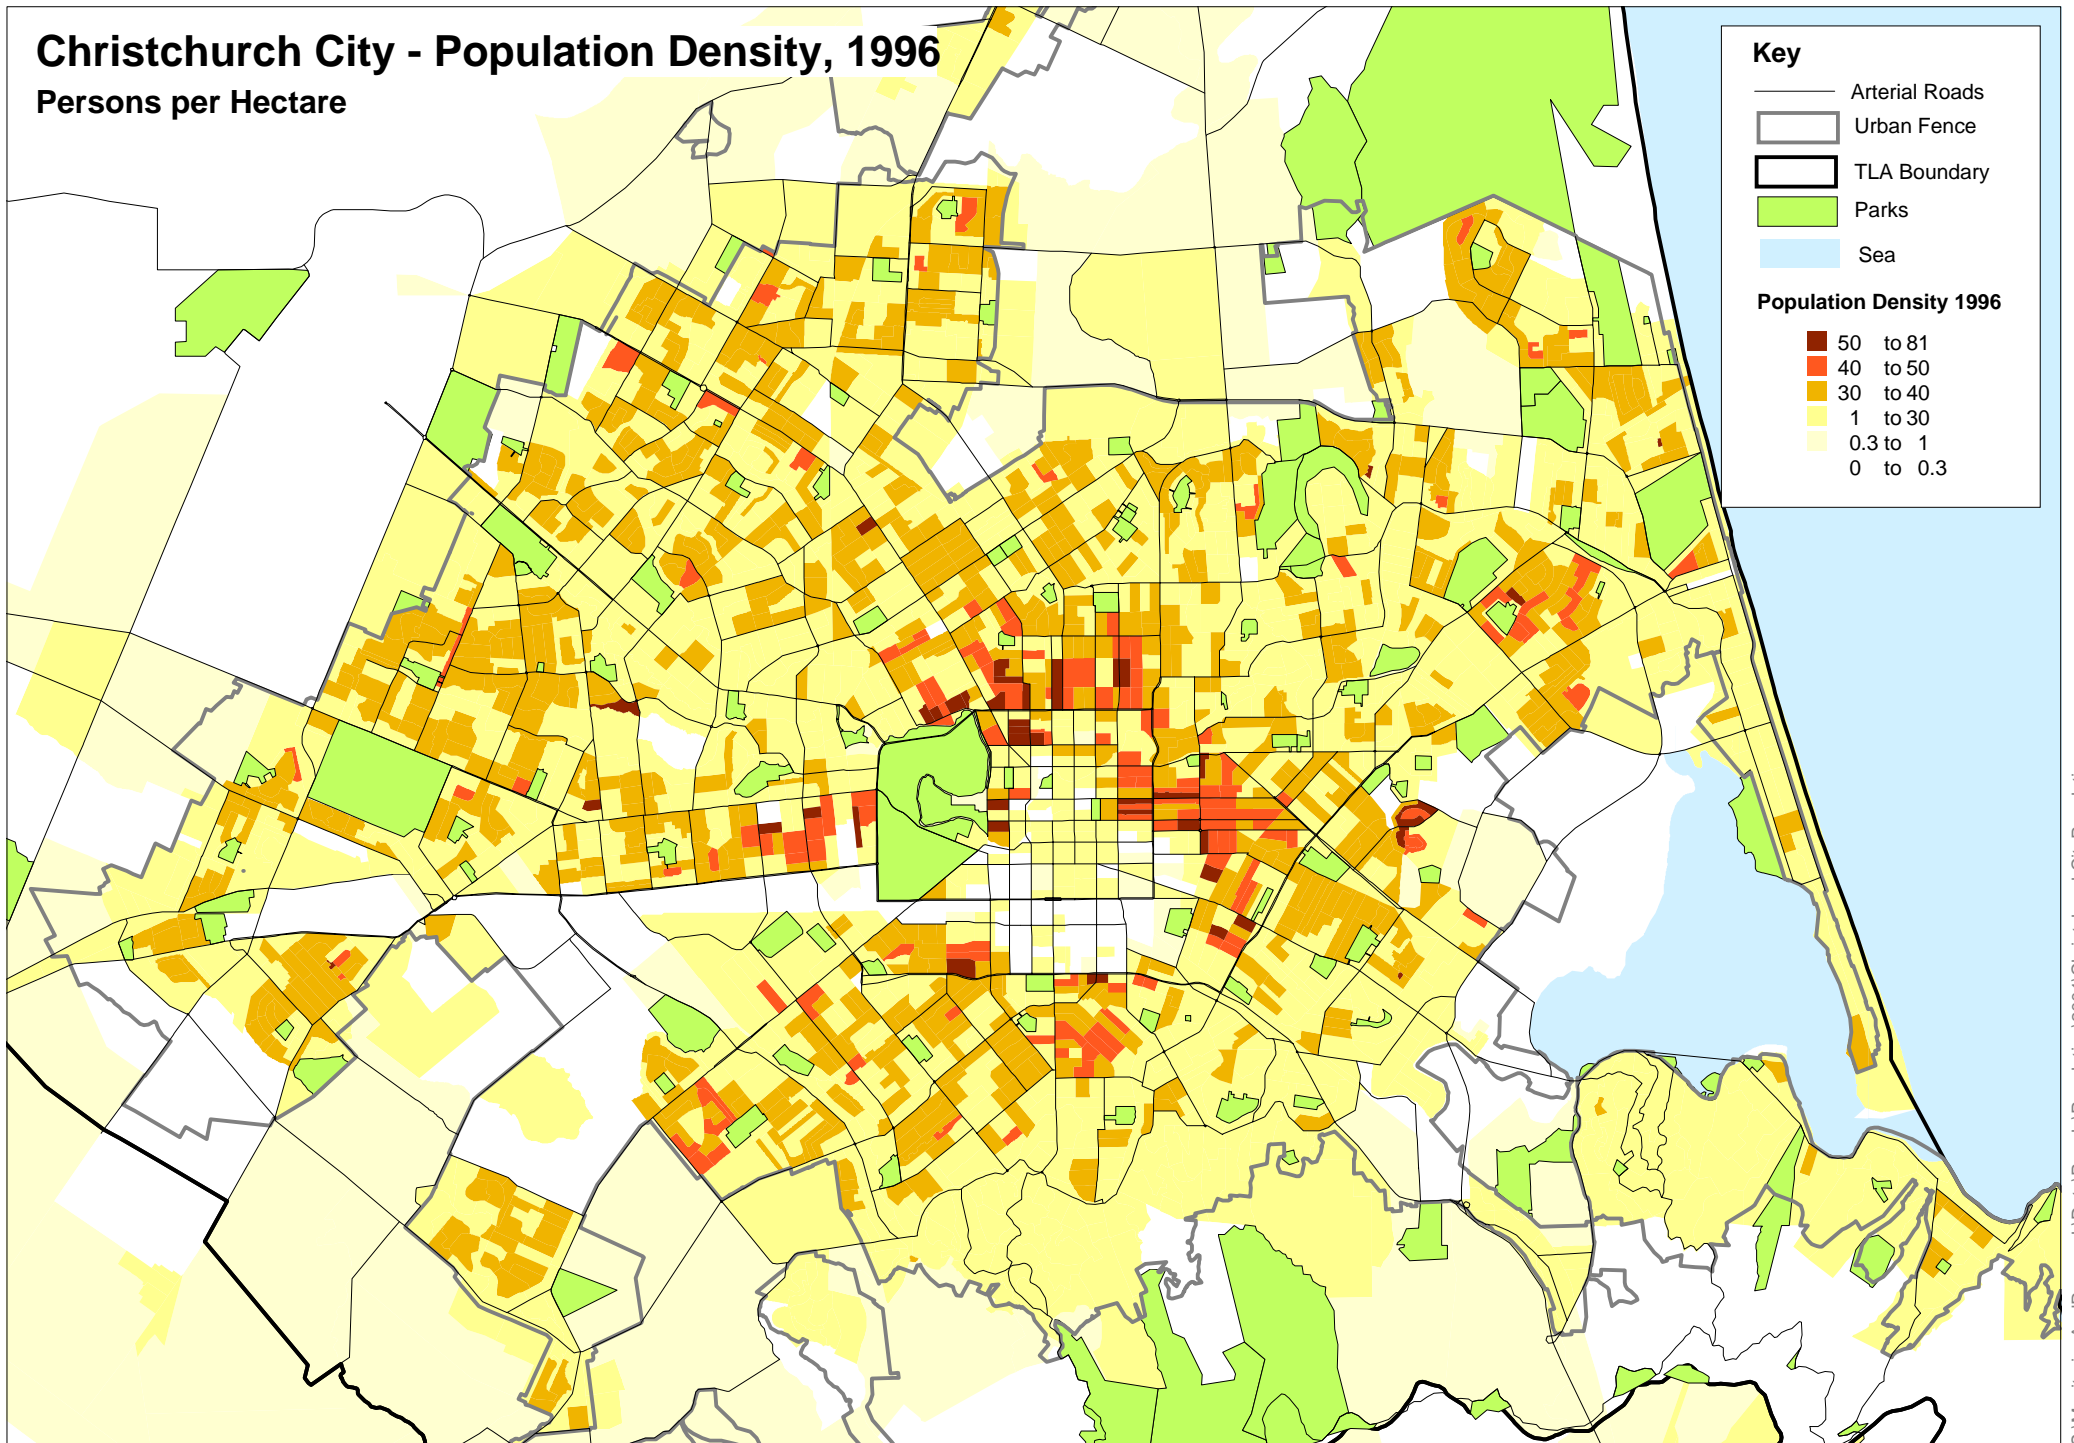 Christchurch City - Population Density, 1996
Persons per Hectare
Key
Arterial Roads
Urban Fence
TLA Boundary
Parks
Sea
Population Density 1996
50 to 81
40 to 50
30 to 40
1 to 30
0.3 to 1
0 to 0.3